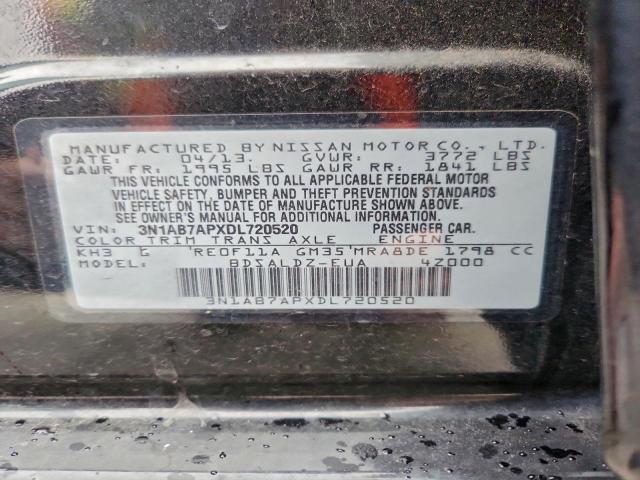 MANUFACTURED BY NISSAN MOTOR CO., LTD.
DATE: 04/13. GVWR: 3772 LBS
GAWR FR: 1995 LBS GAWR RR: 1841 LBS
THIS VEHICLE CONFORMS TO ALL APPLICABLE FEDERAL MOTOR
VEHICLE SAFETY, BUMPER AND THEFT PREVENTION STANDARDS
IN EFFECT ON THE DATE OF MANUFACTURE SHOWN ABOVE.
SEE OWNER'S MANUAL FOR ADDITIONAL INFORMATION.
VIN: 3N1AB7APXDL720520 PASSENGER CAR.
COLOR TRIM TRANS AXLE ENGINE
KH3 G 'RE0F11A GM35'MRA8DE 1798 CC
BDSALDZ-EUA 4Z000
3N1AB7APXDL720520